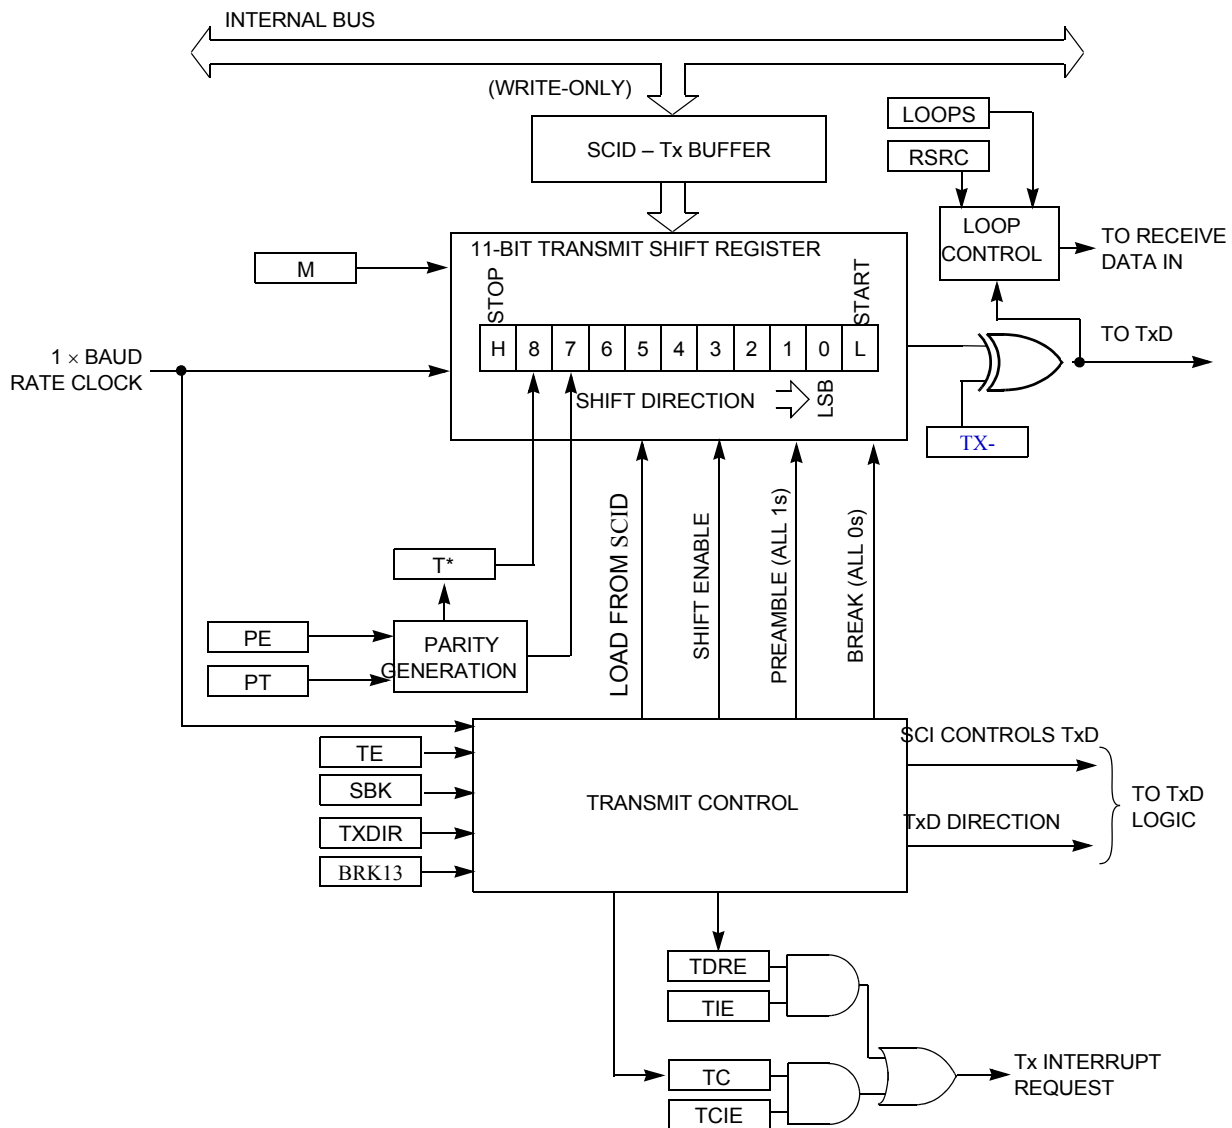 INTERNAL BUS
(WRITE-ONLY)
SCID – Tx BUFFER
LOOPS
RSRC
LOOP
CONTROL
TO RECEIVE
DATA IN
11-BIT TRANSMIT SHIFT REGISTER
M
STOP
START
H 8 7 6 5 4 3 2 1 0 L
1 × BAUD
RATE CLOCK
SHIFT DIRECTION
LSB
TO TxD
TX-
LOAD FROM SCID
SHIFT ENABLE
PREAMBLE (ALL 1s)
BREAK (ALL 0s)
T*
PE
PT
PARITY
GENERATION
TE
SBK
TXDIR
BRK13
TRANSMIT CONTROL
SCI CONTROLS TxD
TxD DIRECTION
TO TxD
LOGIC
TDRE
TIE
TC
TCIE
Tx INTERRUPT
REQUEST